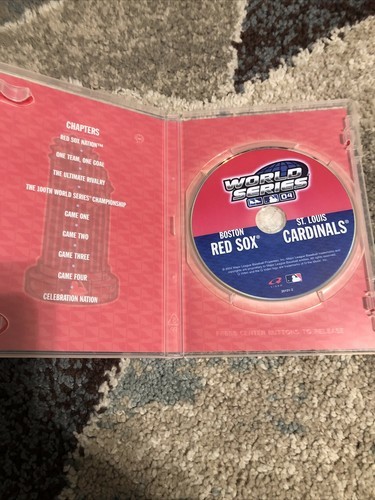 CHAPTERS
RED SOX NATION™
ONE TEAM, ONE GOAL
THE ULTIMATE RIVALRY
THE 100TH WORLD SERIES® CHAMPIONSHIP
GAME ONE
GAME TWO
GAME THREE
GAME FOUR
CELEBRATION NATION
WORLD
SERIES
04
BOSTON
RED SOX®
ST. LOUIS
CARDINALS®
PRESS CENTER BUTTONS TO RELEASE